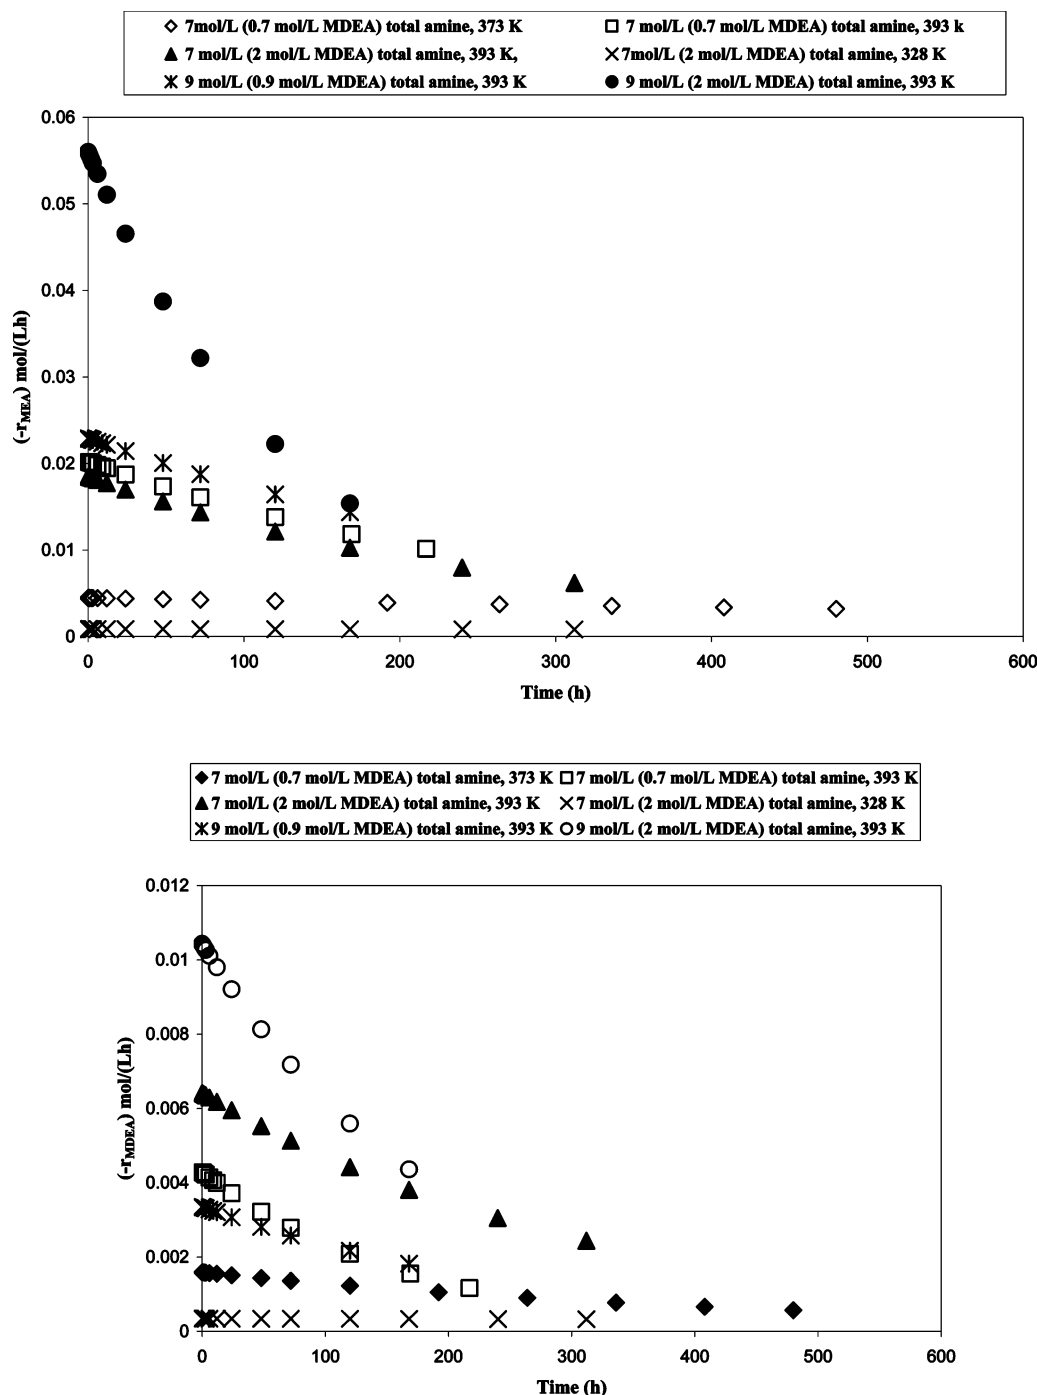 7mol/L (0.7 mol/L MDEA) total amine, 373 K 7 mol/L (0.7 mol/L MDEA) total amine, 393 k
7 mol/L (2 mol/L MDEA) total amine, 393 K, 7mol/L (2 mol/L MDEA) total amine, 328 K
9 mol/L (0.9 mol/L MDEA) total amine, 393 K 9 mol/L (2 mol/L MDEA) total amine, 393 K
0.06
0.05
0.04
0.03
0.02
0.01
0
(-rMEA) mol/(Lh)
0 100 200 300 400 500 600
Time (h)
7 mol/L (0.7 mol/L MDEA) total amine, 373 K 7 mol/L (0.7 mol/L MDEA) total amine, 393 K
7 mol/L (2 mol/L MDEA) total amine, 393 K 7 mol/L (2 mol/L MDEA) total amine, 328 K
9 mol/L (0.9 mol/L MDEA) total amine, 393 K 9 mol/L (2 mol/L MDEA) total amine, 393 K
0.012
0.01
0.008
0.006
0.004
0.002
0
(-rMDEA) mol/(Lh)
0 100 200 300 400 500 600
Time (h)